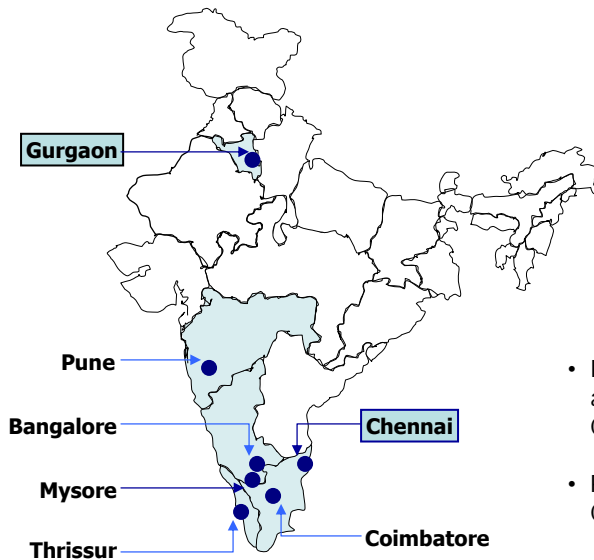 Gurgaon
Pune
Bangalore
Chennai
Mysore
Coimbatore
Thrissur